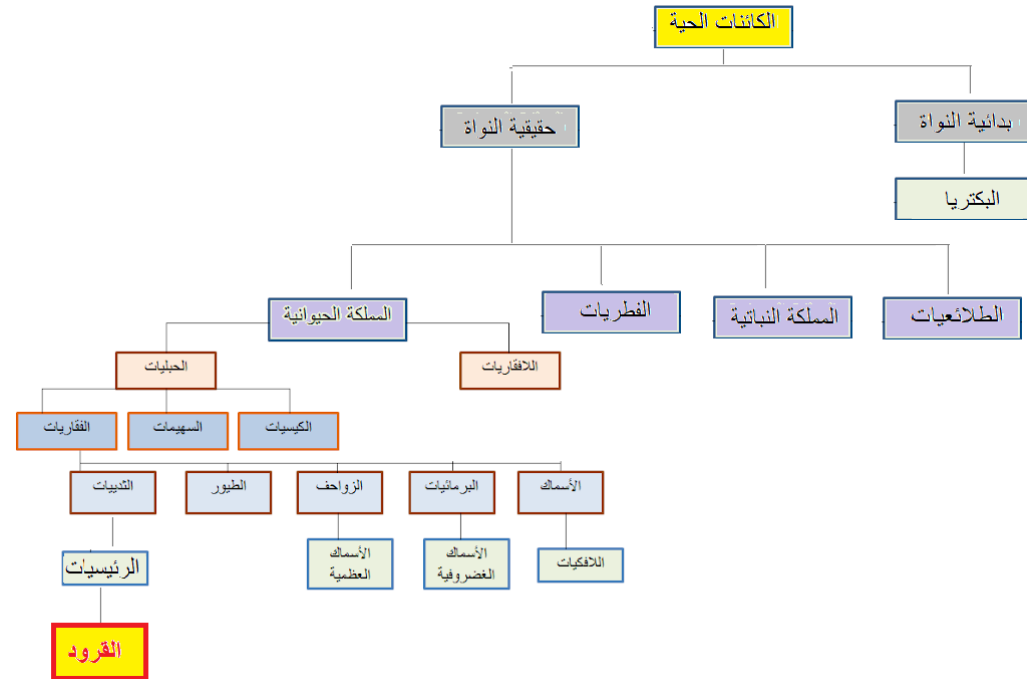 الكائنات الحية
بدائية النواة
حقيقية النواة
البكتريا
الطلائعيات
المملكة النباتية
الفطريات
المملكة الحيوانية
اللافقاريات
الحبليات
الكيسيات
السهيمات
الفقاريات
الأسماك
البرمائيات
الزواحف
الطيور
الثدييات
اللافكيات
الأسماك
الغضروفية
الأسماك
العظمية
الرئيسيات
القرود